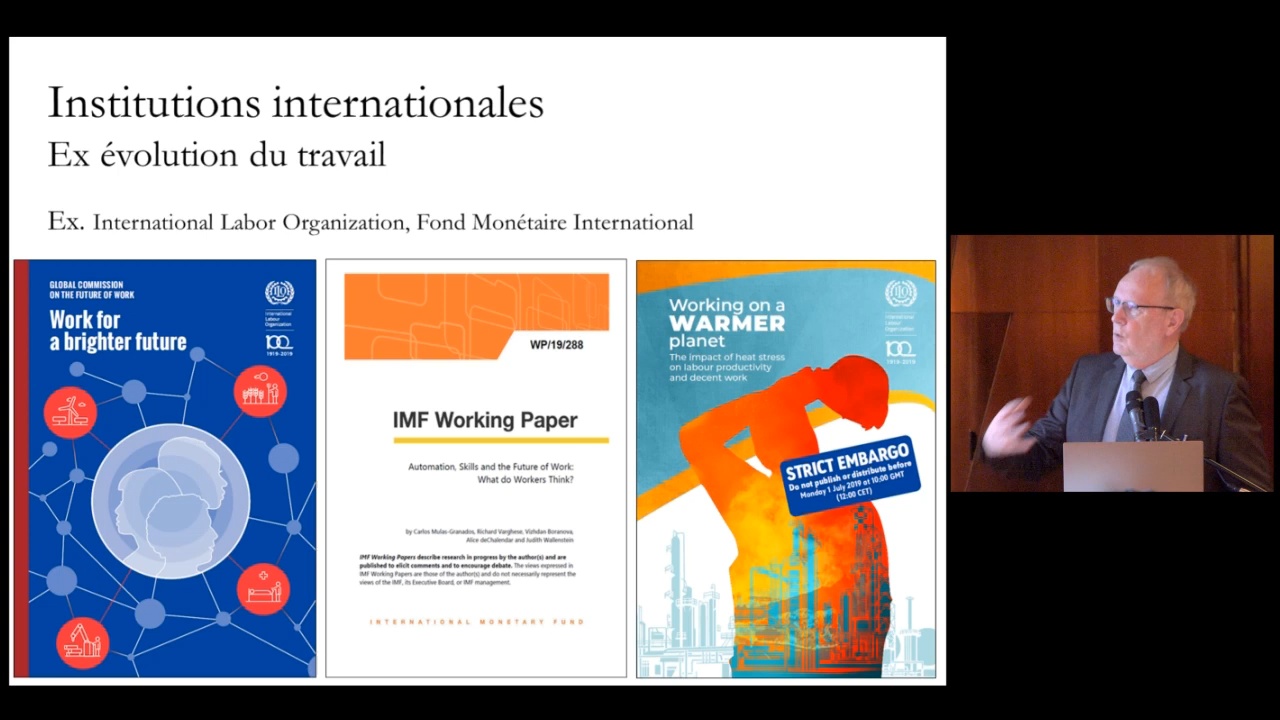 Institutions internationales
Ex évolution du travail
Ex. International Labor Organization, Fond Monétaire International
GLOBAL COMMISSION
ON THE FUTURE OF WORK
Work for
a brighter future
International
Labour
Organization
100
1919-2019
WP/19/288
IMF Working Paper
Automation, Skills and the Future of Work:
What do Workers Think?
by Carlos Mulas-Granados, Richard Varghese, Vizhdan Boranova,
Alice deChalendar and Judith Wallenstein
IMF Working Papers describe research in progress by the author(s) and are
published to elicit comments and to encourage debate. The views expressed in
IMF Working Papers are those of the author(s) and do not necessarily represent the
views of the IMF, its Executive Board, or IMF management.
INTERNATIONAL MONETARY FUND
Working on a
WARMER
planet
The impact of heat stress
on labour productivity
and decent work
International
Labour
Organization
100
1919-2019
STRICT EMBARGO
Do not publish or distribute before
Monday 1 July 2019 at 10:00 GMT
(12:00 CET)